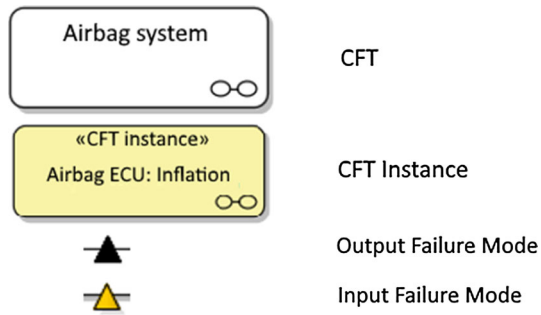 Airbag system
CFT
«CFT instance»
Airbag ECU: Inflation
CFT Instance
Output Failure Mode
Input Failure Mode